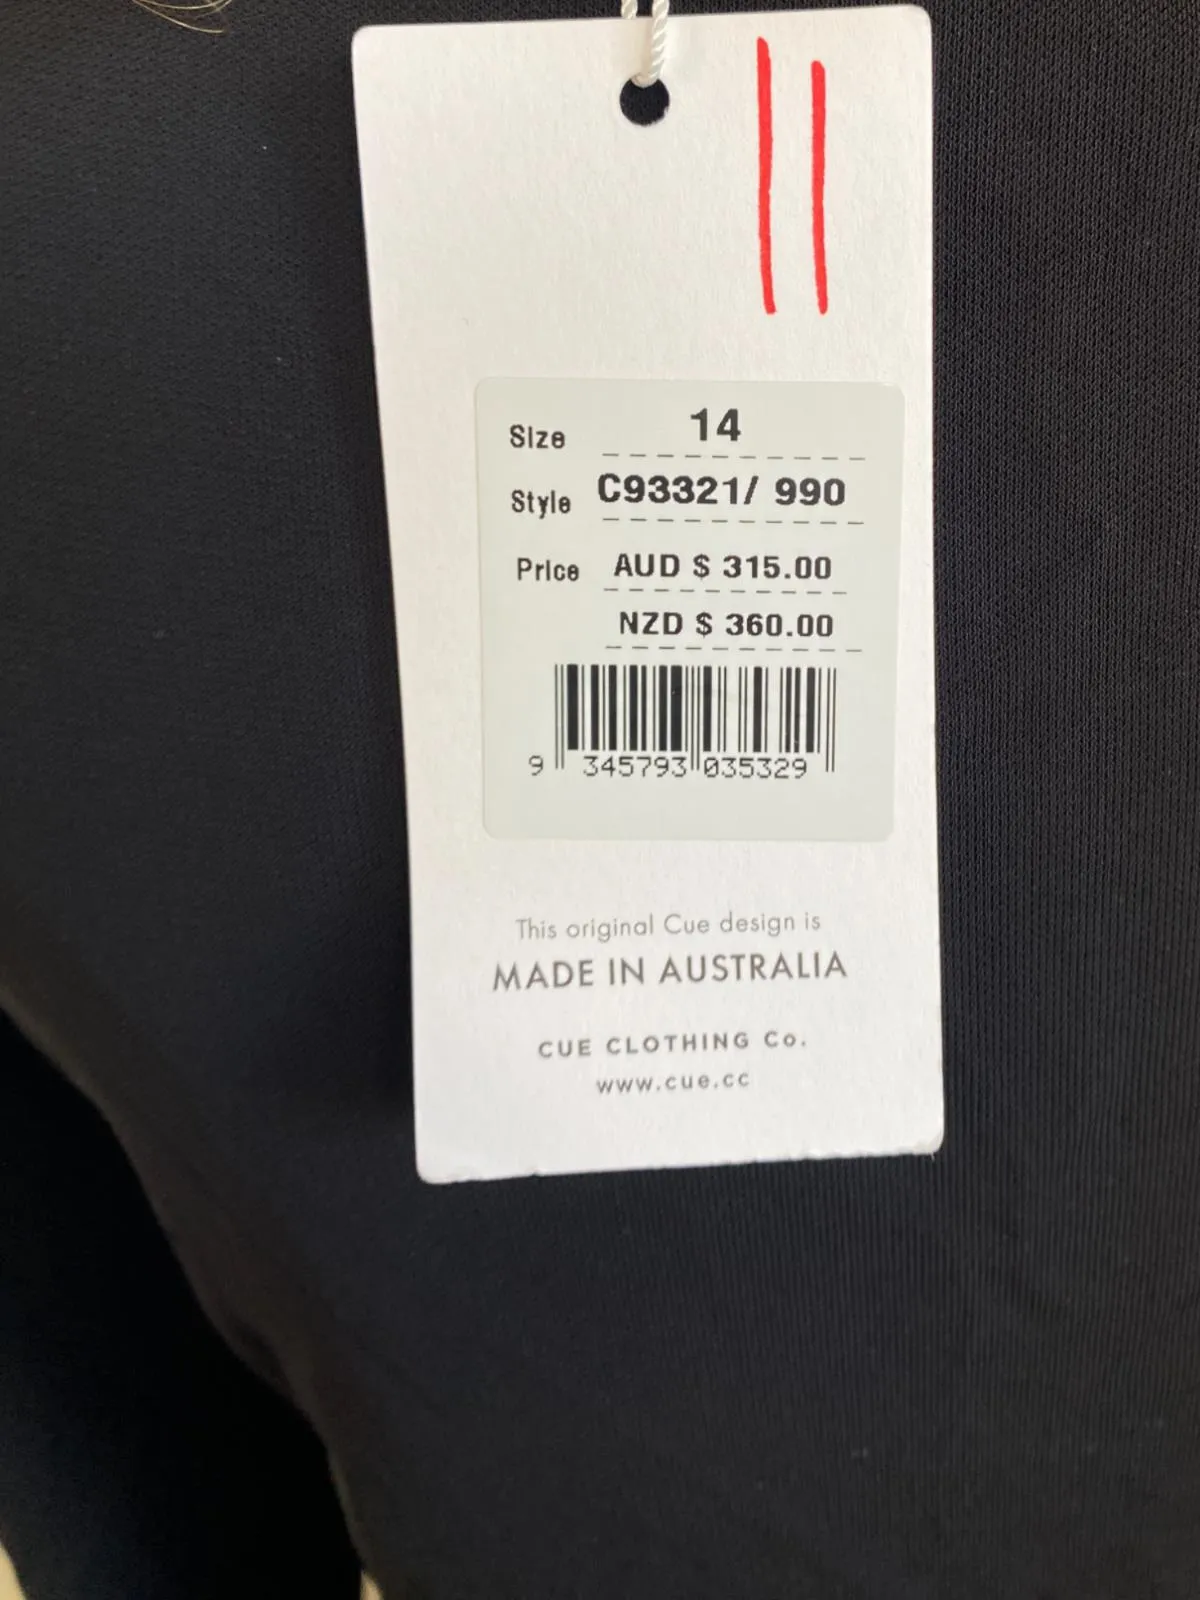 Size 14
Style C93321/ 990
Price AUD $ 315.00
NZD $ 360.00
9 345793 035329
This original Cue design is
MADE IN AUSTRALIA
CUE CLOTHING Co.
www.cue.cc